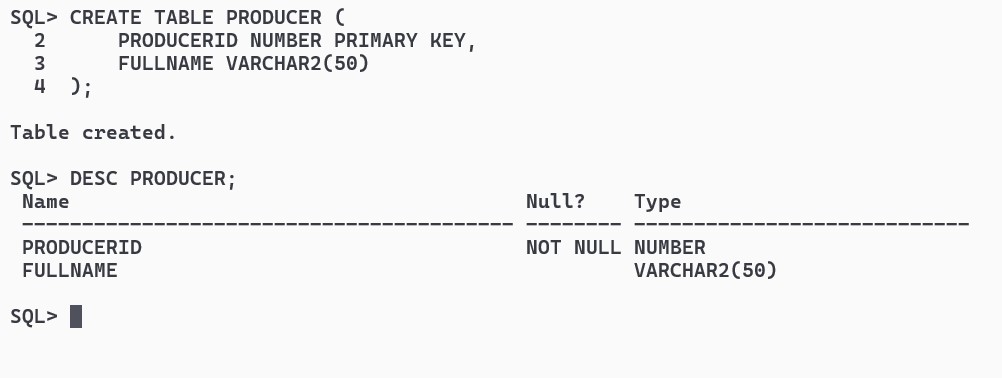 SQL> CREATE TABLE PRODUCER (
  2      PRODUCERID NUMBER PRIMARY KEY,
  3      FULLNAME VARCHAR2(50)
  4  );
Table created.
SQL> DESC PRODUCER;
 Name                                      Null?    Type
 ----------------------------------------- -------- ----------------------------
 PRODUCERID                                NOT NULL NUMBER
 FULLNAME                                           VARCHAR2(50)
SQL>